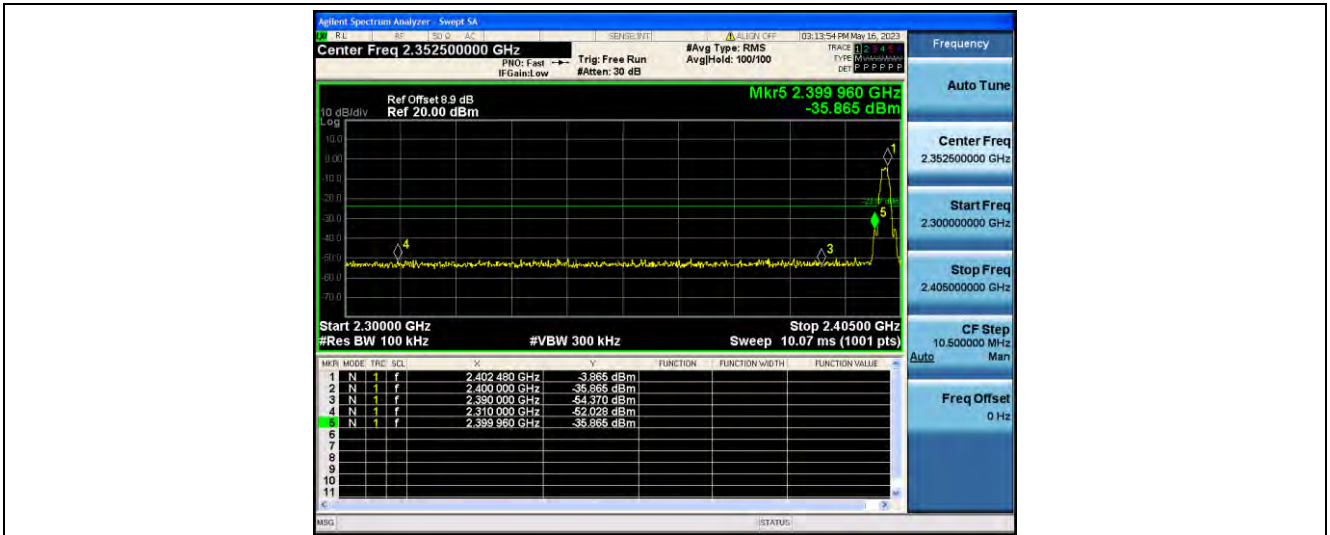 Agilent Spectrum Analyzer - Swept SA
RL RF 50 Ω AC SENSE:INT ALIGN OFF 03:13:54 PM May 16, 2023
Center Freq 2.352500000 GHz
PNO: Fast
IFGain:Low
Trig: Free Run
#Atten: 30 dB
#Avg Type: RMS
Avg|Hold: 100/100
TRACE 1 2 3 4 5 6
TYPE M
DET P P P P P P
Mkr5 2.399 960 GHz
-35.865 dBm
Ref Offset 8.9 dB
10 dB/div Ref 20.00 dBm
Log
10.0
0.00
-10.0
-20.0
-30.0
-40.0
-50.0
-60.0
-70.0
1
5
4
3
Start 2.30000 GHz Stop 2.40500 GHz
#Res BW 100 kHz #VBW 300 kHz Sweep 10.07 ms (1001 pts)
MKR MODE TRC SCL X Y FUNCTION FUNCTION WIDTH FUNCTION VALUE
1 N 1 f 2.402 480 GHz -3.865 dBm
2 N 1 f 2.400 000 GHz -35.865 dBm
3 N 1 f 2.390 000 GHz -54.370 dBm
4 N 1 f 2.310 000 GHz -52.028 dBm
5 N 1 f 2.399 960 GHz -35.865 dBm
6
7
8
9
10
11
MSG STATUS
Frequency
Auto Tune
Center Freq
2.352500000 GHz
Start Freq
2.300000000 GHz
Stop Freq
2.405000000 GHz
CF Step
10.500000 MHz
Auto Man
Freq Offset
0 Hz